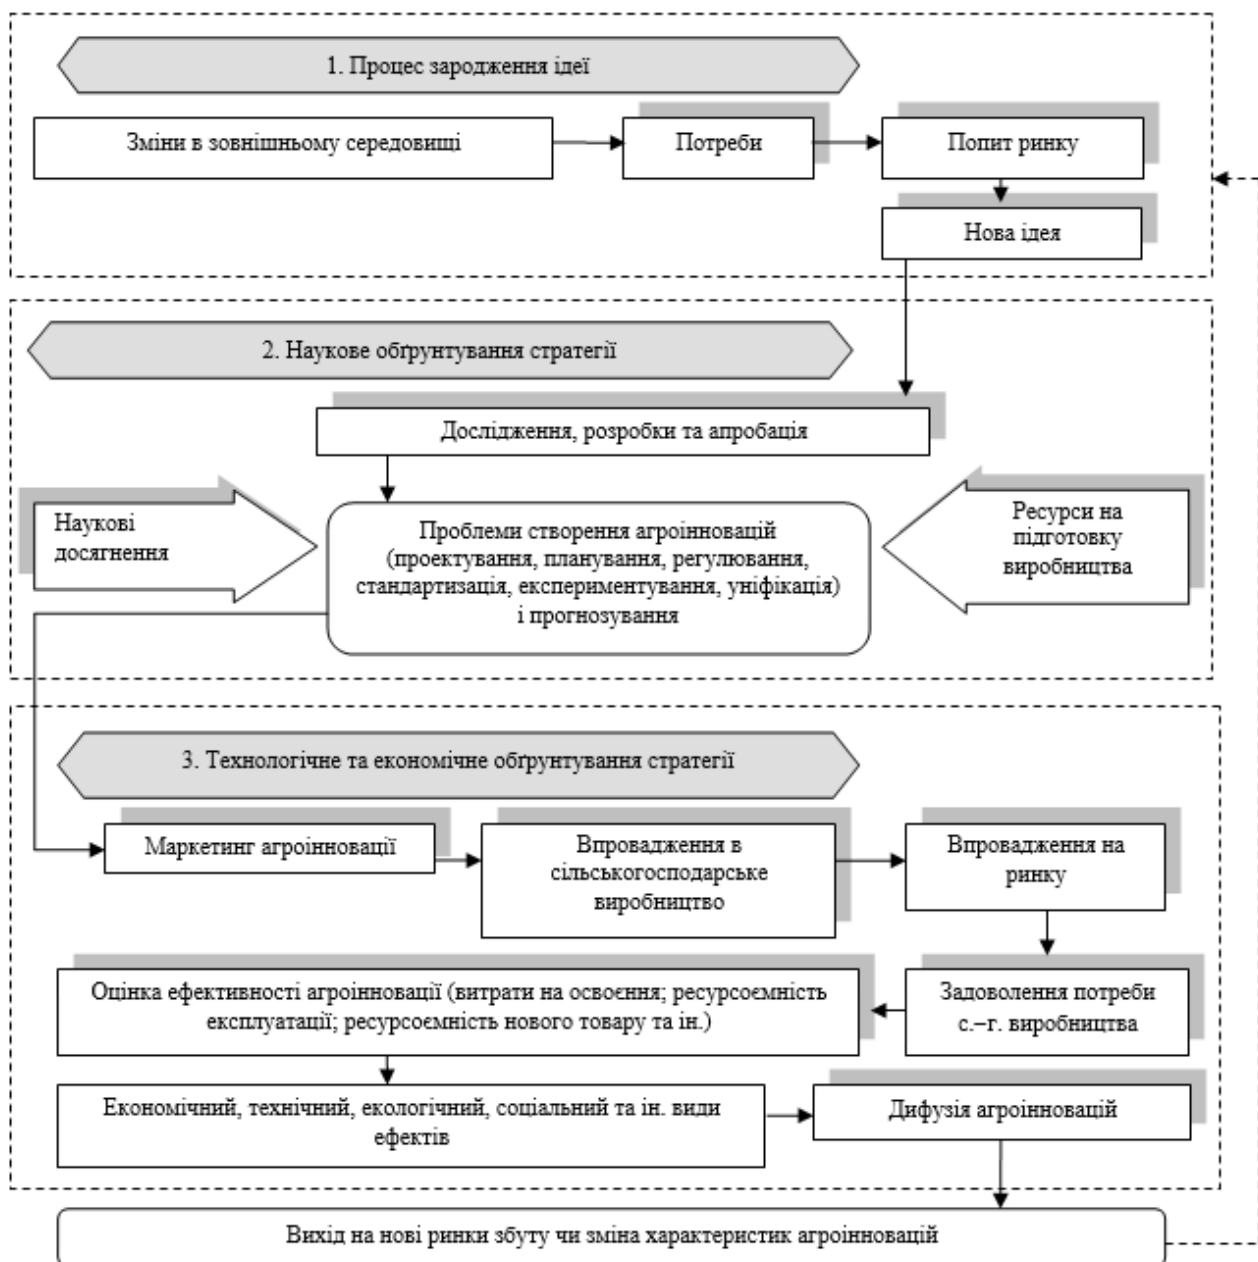 1. Процес зародження ідеї
Зміни в зовнішньому середовищі
Потреби
Попит ринку
Нова ідея
2. Наукове обґрунтування стратегії
Дослідження, розробки та апробація
Наукові
досягнення
Проблеми створення агроінновацій
(проектування, планування, регулювання,
стандартизація, експериментування, уніфікація)
і прогнозування
Ресурси на
підготовку
виробництва
3. Технологічне та економічне обґрунтування стратегії
Маркетинг агроінновації
Впровадження в
сільськогосподарське
виробництво
Впровадження на
ринку
Задоволення потреби
с.–г. виробництва
Оцінка ефективності агроінновації (витрати на освоєння; ресурсоємність
експлуатації; ресурсоємність нового товару та ін.)
Економічний, технічний, екологічний, соціальний та ін. види
ефектів
Дифузія агроінновацій
Вихід на нові ринки збуту чи зміна характеристик агроінновацій